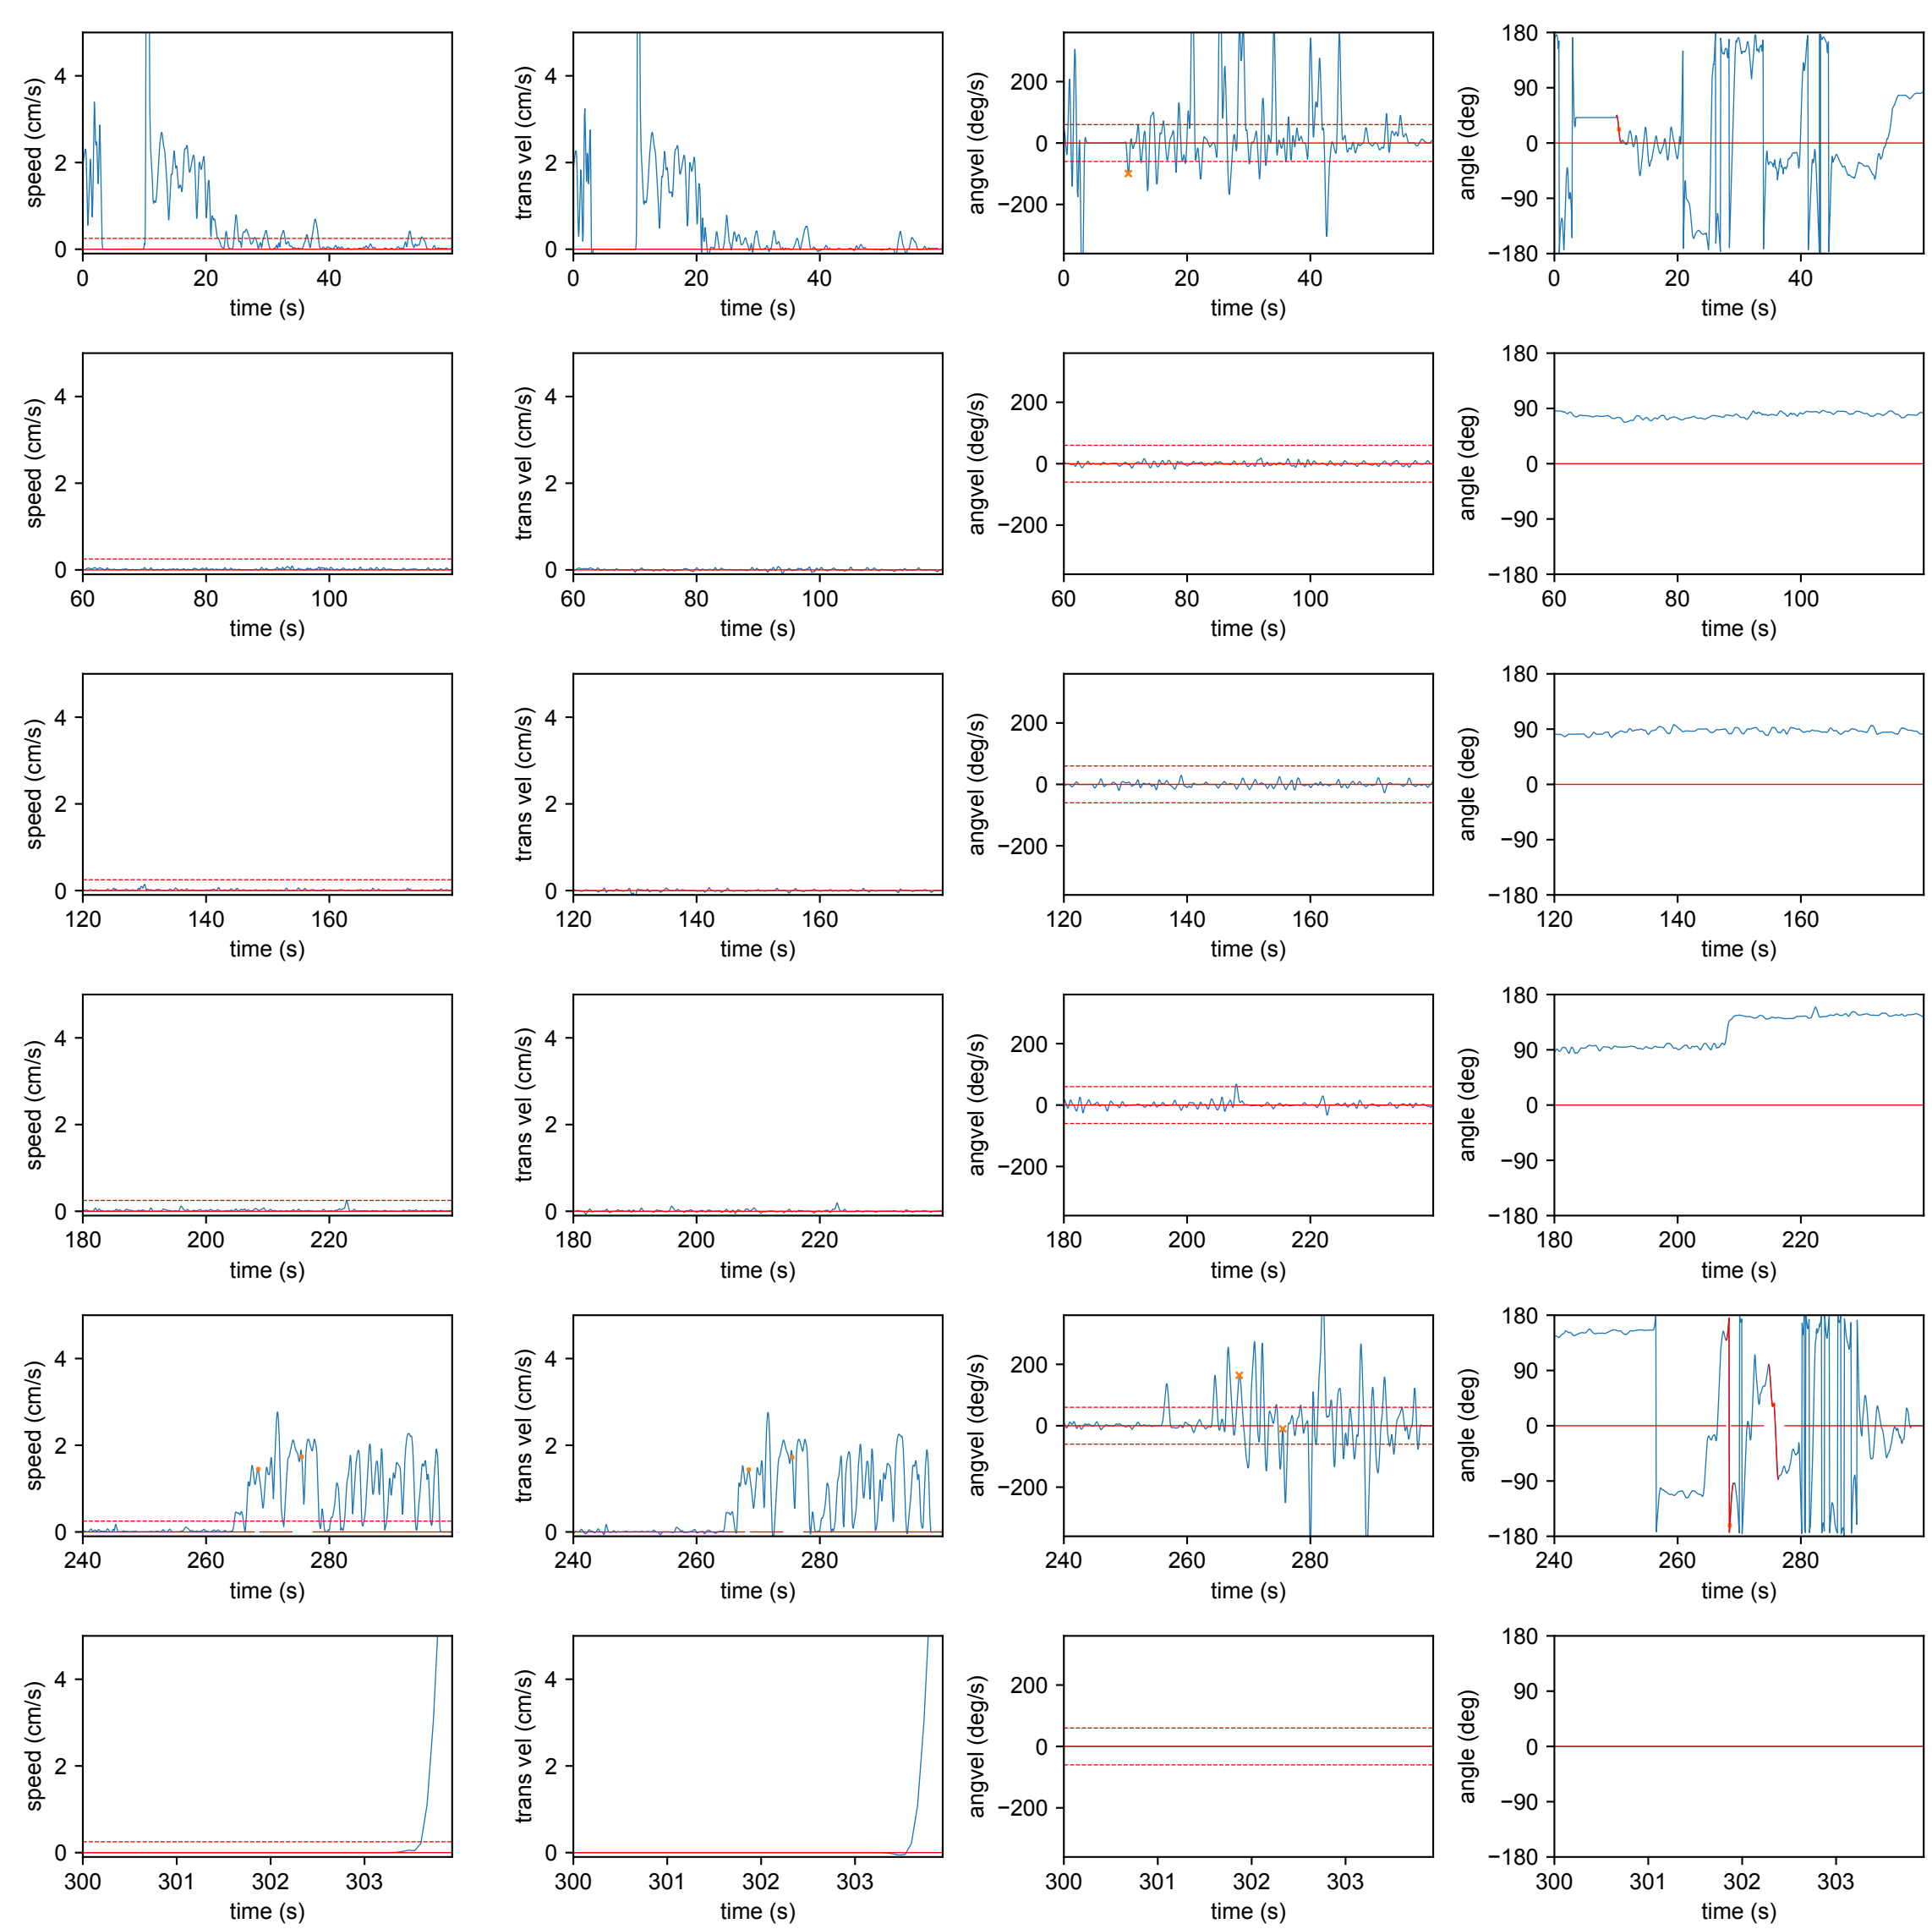 speed (cm/s)
4
2
0
0 20 40
time (s)
trans vel (cm/s)
4
2
0
0 20 40
time (s)
angvel (deg/s)
200
0
−200
0 20 40
time (s)
angle (deg)
180
90
0
−90
−180
0 20 40
time (s)
speed (cm/s)
4
2
0
60 80 100
time (s)
trans vel (cm/s)
4
2
0
60 80 100
time (s)
angvel (deg/s)
200
0
−200
60 80 100
time (s)
angle (deg)
180
90
0
−90
−180
60 80 100
time (s)
speed (cm/s)
4
2
0
120 140 160
time (s)
trans vel (cm/s)
4
2
0
120 140 160
time (s)
angvel (deg/s)
200
0
−200
120 140 160
time (s)
angle (deg)
180
90
0
−90
−180
120 140 160
time (s)
speed (cm/s)
4
2
0
180 200 220
time (s)
trans vel (cm/s)
4
2
0
180 200 220
time (s)
angvel (deg/s)
200
0
−200
180 200 220
time (s)
angle (deg)
180
90
0
−90
−180
180 200 220
time (s)
speed (cm/s)
4
2
0
240 260 280
time (s)
trans vel (cm/s)
4
2
0
240 260 280
time (s)
angvel (deg/s)
200
0
−200
240 260 280
time (s)
angle (deg)
180
90
0
−90
−180
240 260 280
time (s)
speed (cm/s)
4
2
0
300 301 302 303
time (s)
trans vel (cm/s)
4
2
0
300 301 302 303
time (s)
angvel (deg/s)
200
0
−200
300 301 302 303
time (s)
angle (deg)
180
90
0
−90
−180
300 301 302 303
time (s)